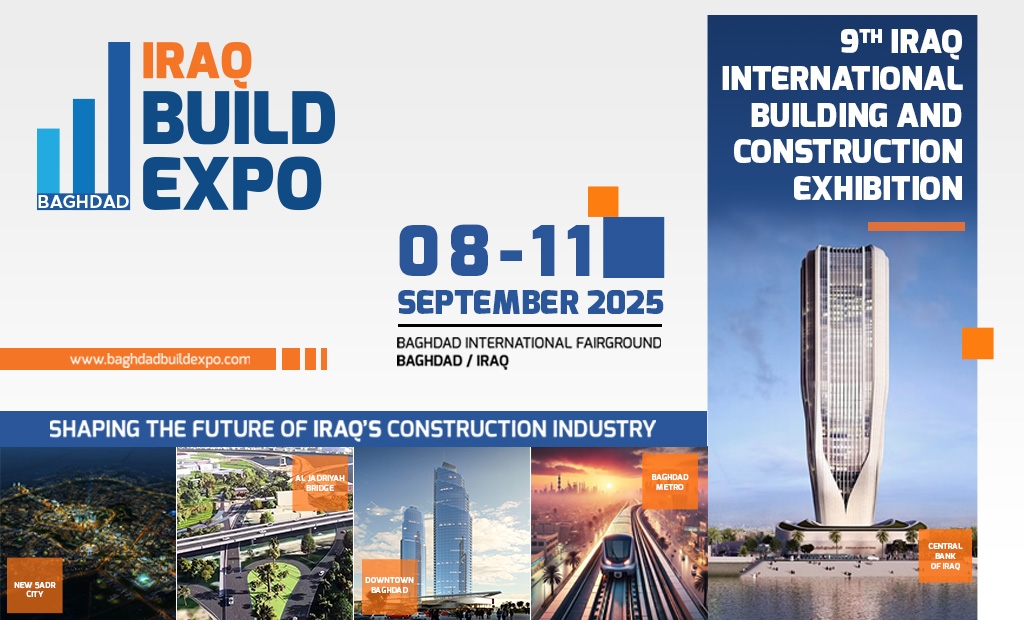 IRAQ
BUILD
EXPO
BAGHDAD
9TH IRAQ
INTERNATIONAL
BUILDING AND
CONSTRUCTION
EXHIBITION
08-11
SEPTEMBER 2025
BAGHDAD INTERNATIONAL FAIRGROUND
BAGHDAD / IRAQ
www.baghdadbuildexpo.com
SHAPING THE FUTURE OF IRAQ'S CONSTRUCTION INDUSTRY
NEW SADR
CITY
AL JADRIYAH
BRIDGE
DOWNTOWN
BAGHDAD
BAGHDAD
METRO
CENTRAL
BANK
OF IRAQ